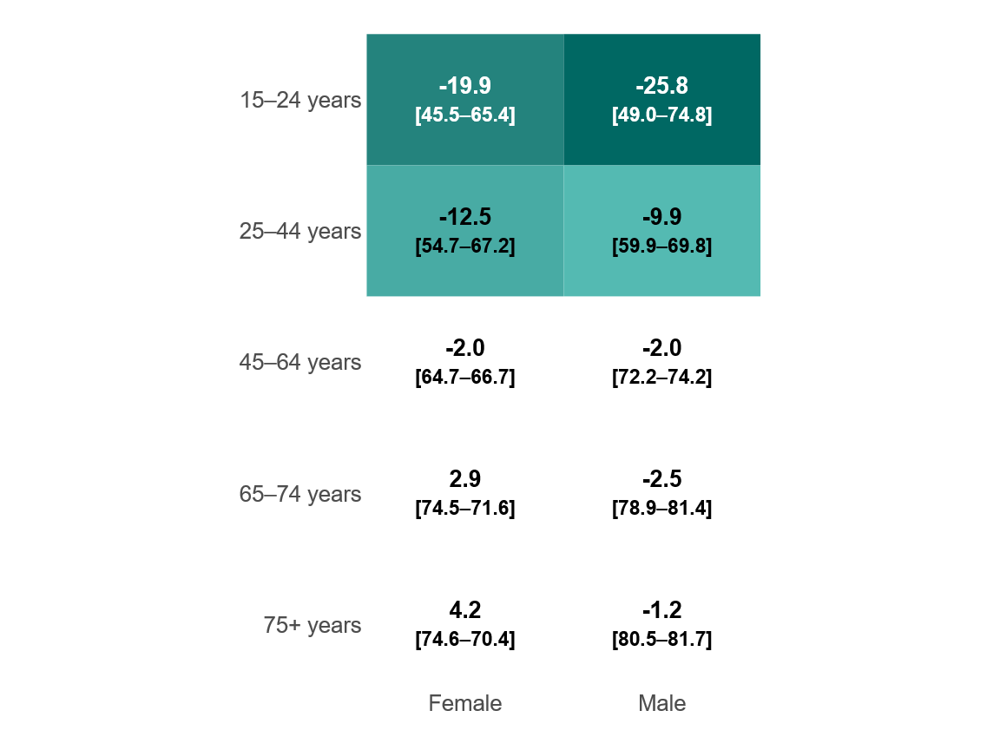 15–24 years
-19.9
[45.5–65.4]
-25.8
[49.0–74.8]
25–44 years
-12.5
[54.7–67.2]
-9.9
[59.9–69.8]
45–64 years
-2.0
[64.7–66.7]
-2.0
[72.2–74.2]
65–74 years
2.9
[74.5–71.6]
-2.5
[78.9–81.4]
75+ years
4.2
[74.6–70.4]
-1.2
[80.5–81.7]
Female
Male